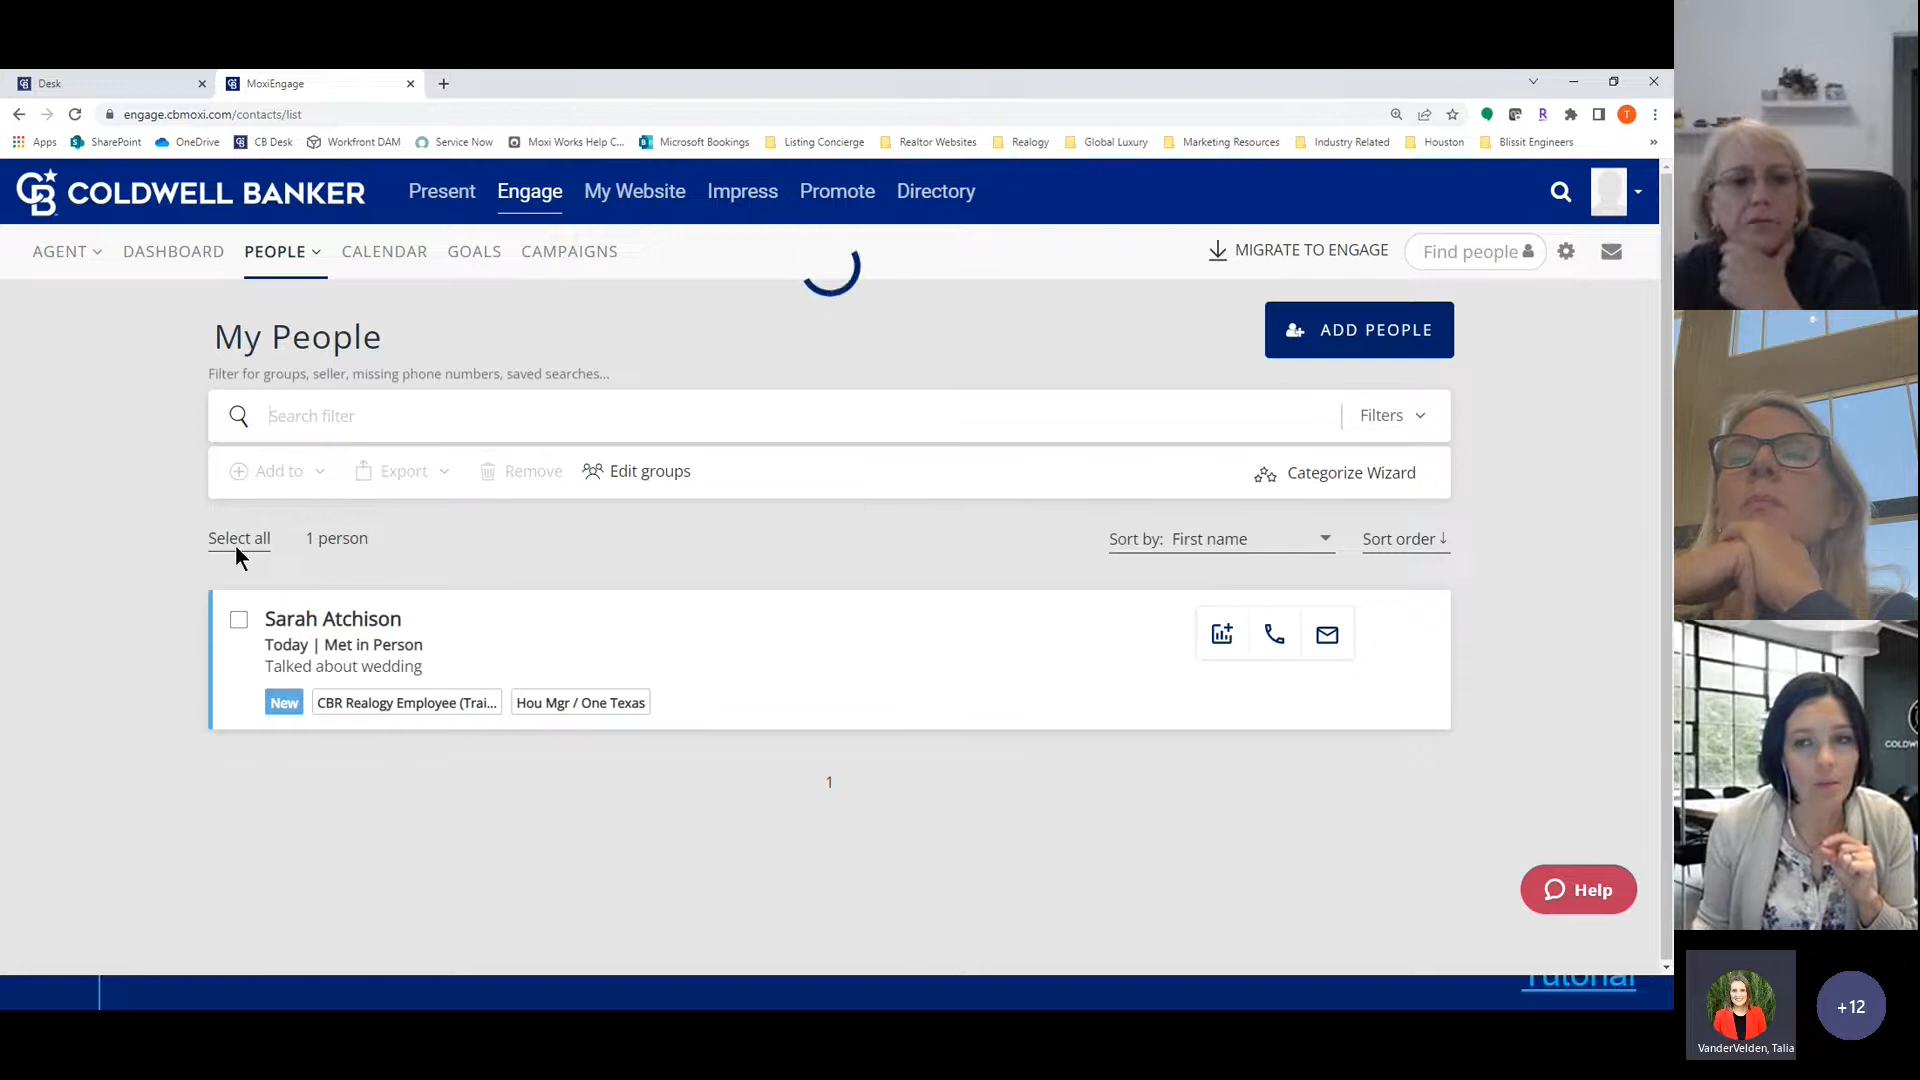 Desk
MoxiEngage
engage.cbmoxi.com/contacts/list
T
Apps SharePoint OneDrive CB Desk Workfront DAM Service Now Moxi Works Help C... Microsoft Bookings Listing Concierge Realtor Websites Realogy Global Luxury Marketing Resources Industry Related Houston Blissit Engineers »
CB COLDWELL BANKER Present Engage My Website Impress Promote Directory
AGENT DASHBOARD PEOPLE CALENDAR GOALS CAMPAIGNS MIGRATE TO ENGAGE Find people
My People
ADD PEOPLE
Filter for groups, seller, missing phone numbers, saved searches...
Search filter Filters
Add to Export Remove Edit groups Categorize Wizard
Select all 1 person Sort by: First name Sort order
Sarah Atchison
Today | Met in Person
Talked about wedding
New CBR Realogy Employee (Trai... Hou Mgr / One Texas
1
Help
Tutorial
COLDW
VanderVelden, Talia
+12